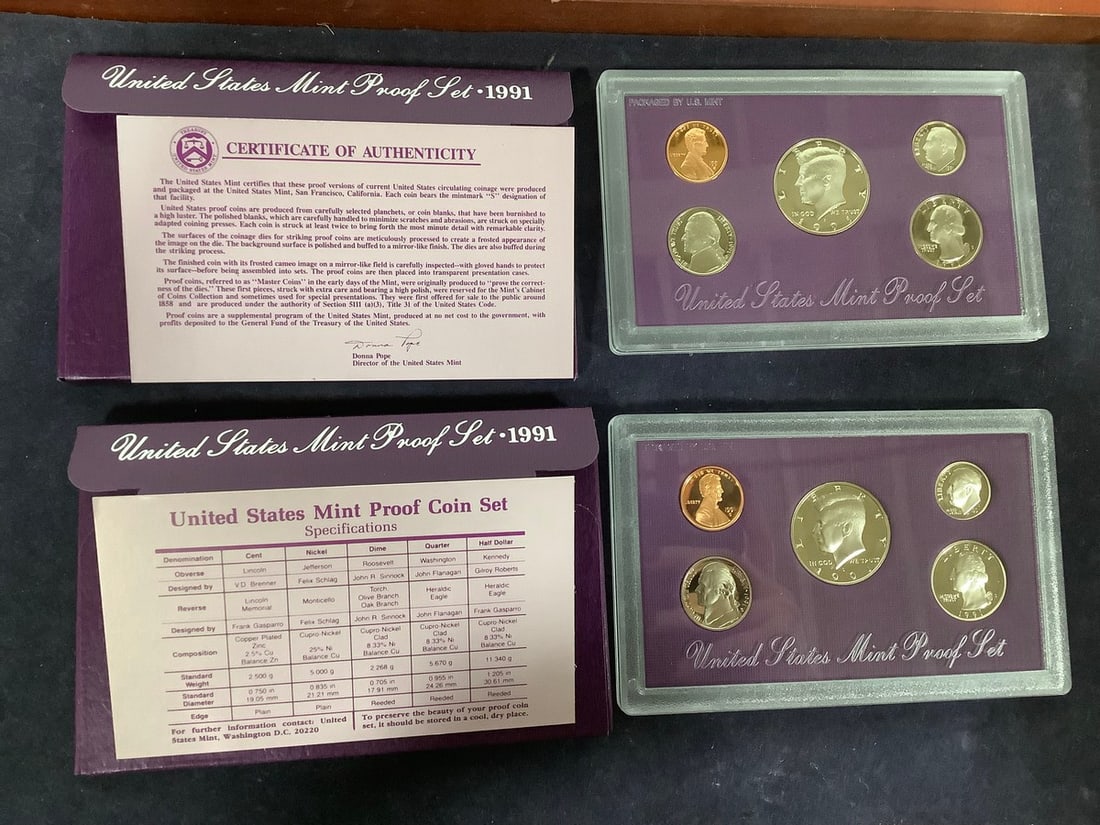 United States Mint Proof Set • 1991
CERTIFICATE OF AUTHENTICITY
The United States Mint certifies that these proof versions of current United States circulating coinage were produced
and packaged at the United States Mint, San Francisco, California. Each coin bears the mintmark "S" designation of
that facility.
United States proof coins are produced from carefully selected planchets, or coin blanks, that have been burnished to
a high luster. The polished blanks, which are carefully handled to minimize scratches and abrasions, are struck on specially
adapted coining presses. Each coin is struck at least twice to bring forth the most minute detail with remarkable clarity.
The surfaces of the coinage dies for striking proof coins are meticulously processed to create a frosted appearance of
the image on the die. The background surface is polished and buffed to a mirror-like finish. The dies are also buffed during
the striking process.
The finished coin with its frosted cameo image on a mirror-like field is carefully inspected--with gloved hands to protect
its surface--before being assembled into sets. The proof coins are then placed into transparent presentation cases.
Proof coins, referred to as "Master Coins" in the early days of the Mint, were originally produced to "prove the correct-
ness of the dies." These first pieces, struck with extra care and bearing a high polish, were reserved for the Mint's Cabinet
of Coins Collection and sometimes used for special presentations. They were first offered for sale to the public around
1858 and are produced under the authority of Section 5111 (a)(3), Title 31 of the United States Code.
Proof coins are a supplemental program of the United States Mint, produced at no net cost to the government, with
profits deposited to the General Fund of the Treasury of the United States.
Donna Pope
Donna Pope
Director of the United States Mint
PACKAGED BY U.S. MINT
LIBERTY
IN GOD WE TRUST
LIBERTY
United States Mint Proof Set
United States Mint Proof Set • 1991
United States Mint Proof Coin Set
Specifications
Denomination Cent Nickel Dime Quarter Half Dollar
Obverse Lincoln Jefferson Roosevelt Washington Kennedy
Designed by V.D. Brenner Felix Schlag John R. Sinnock John Flanagan Gilroy Roberts
Reverse Lincoln Memorial Monticello Torch, Olive Branch Oak Branch Heraldic Eagle Heraldic Eagle
Designed by Frank Gasparro Felix Schlag John R. Sinnock John Flanagan Frank Gasparro
Composition Copper Plated Zinc 2.5% Cu Balance Zn Cupro-Nickel 25% Ni Balance Cu Cupro-Nickel Clad 8.33% Ni Balance Cu Cupro-Nickel Clad 8.33% Ni Balance Cu Cupro-Nickel Clad 8.33% Ni Balance Cu
Standard Weight 2.500 g 5.000 g 2.268 g 5.670 g 11.340 g
Standard Diameter 0.750 in 19.05 mm 0.835 in 21.21 mm 0.705 in 17.91 mm 0.955 in 24.26 mm 1.205 in 30.61 mm
Edge Plain Plain Reeded Reeded Reeded
For further information contact: United
States Mint, Washington D.C. 20220
To preserve the beauty of your proof coin
set, it should be stored in a cool, dry place.
LIBERTY
1991
LIBERTY
IN GOD WE TRUST
LIBERTY
LIBERTY
1991
United States Mint Proof Set